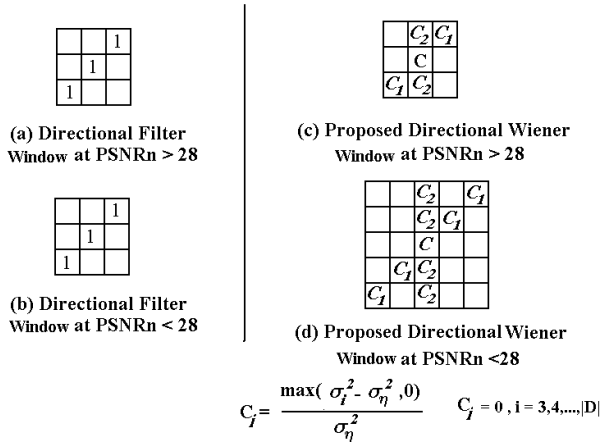 1
1
1
(a) Directional Filter
Window at PSNRn > 28
1
1
1
(b) Directional Filter
Window at PSNRn < 28
C₂ C₁
C
C₁ C₂
(c) Proposed Directional Wiener
Window at PSNRn > 28
C₂ C₁
C₂ C₁
C
C₁ C₂
C₁ C₂
(d) Proposed Directional Wiener
Window at PSNRn <28
Cᵢ = max( σᵢ² - σ_η² ,0) / σ_η²
Cᵢ = 0 , i = 3,4,...,|D|